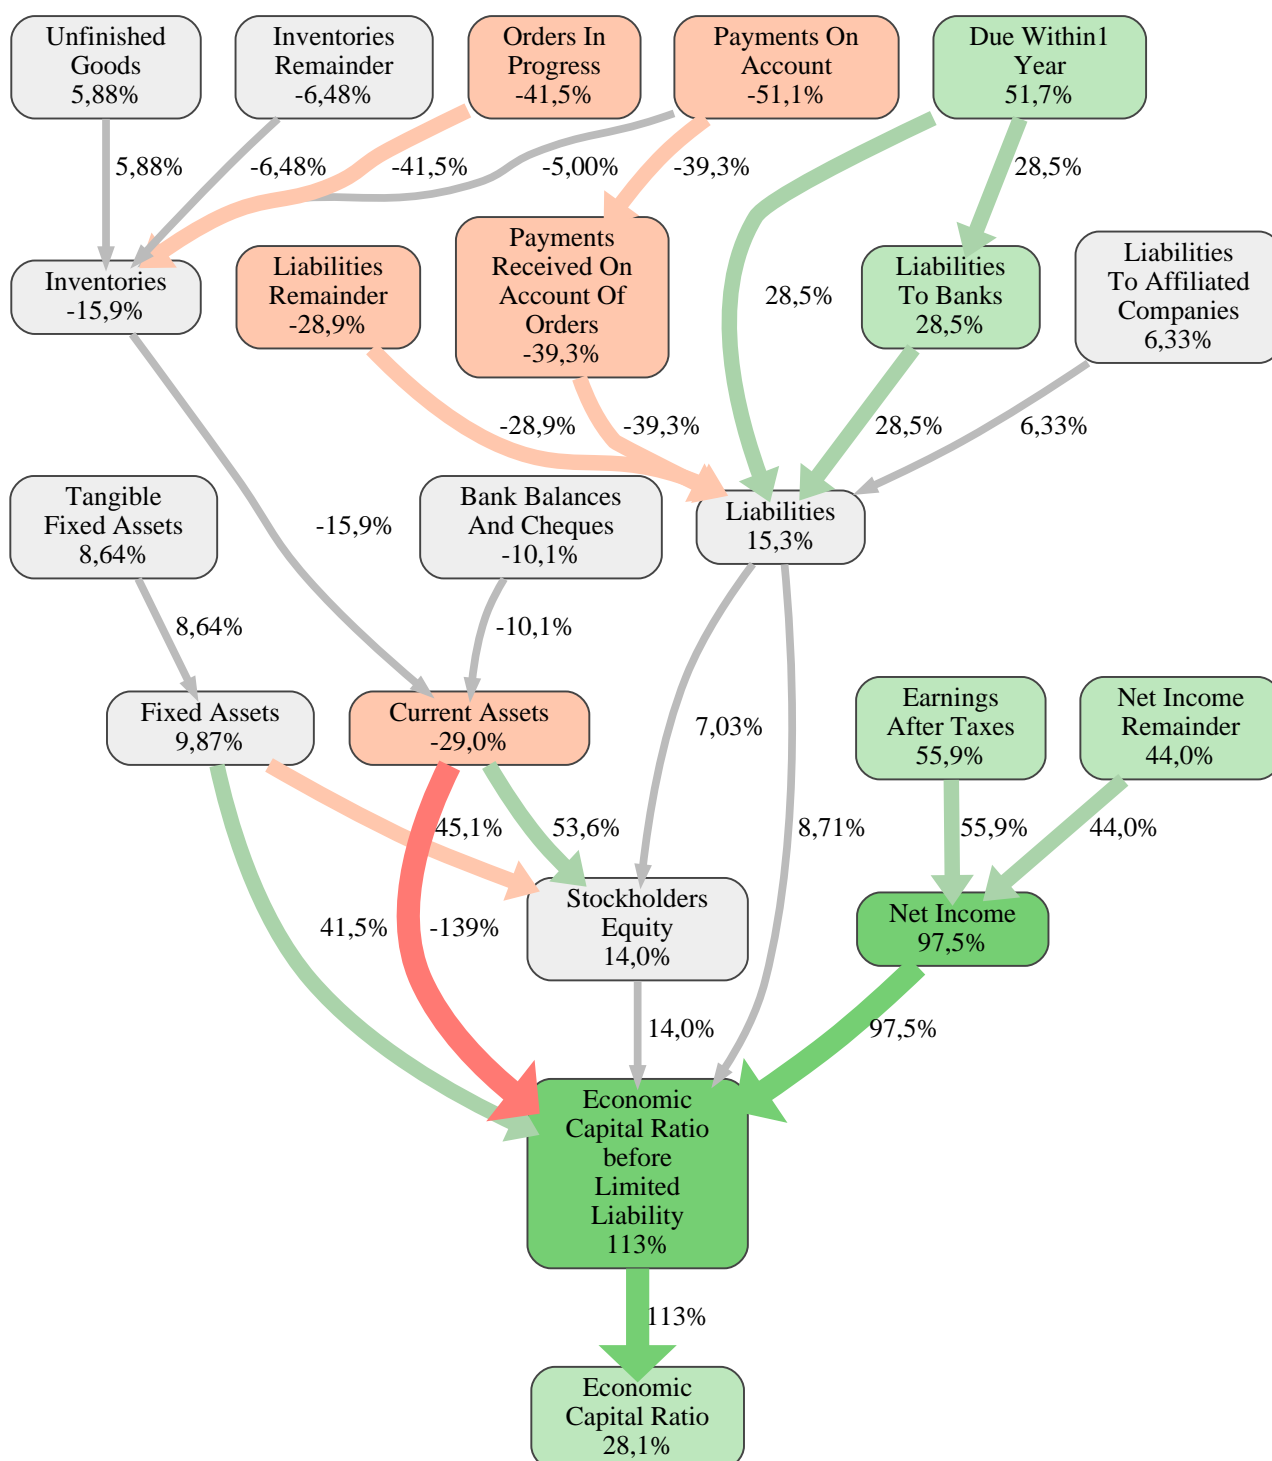 Unfinished
Goods
5,88%
Inventories
Remainder
-6,48%
Orders In
Progress
-41,5%
Payments On
Account
-51,1%
Due Within1
Year
51,7%
5,88%
-6,48%
-41,5%
-5,00%
-39,3%
28,5%
Inventories
-15,9%
Liabilities
Remainder
-28,9%
Payments
Received On
Account Of
Orders
-39,3%
28,5%
Liabilities
To Banks
28,5%
Liabilities
To Affiliated
Companies
6,33%
-28,9%
-39,3%
28,5%
6,33%
Tangible
Fixed Assets
8,64%
-15,9%
Bank Balances
And Cheques
-10,1%
Liabilities
15,3%
8,64%
-10,1%
Fixed Assets
9,87%
Current Assets
-29,0%
7,03%
Earnings
After Taxes
55,9%
Net Income
Remainder
44,0%
45,1%
53,6%
8,71%
55,9%
44,0%
41,5%
-139%
Stockholders
Equity
14,0%
Net Income
97,5%
14,0%
97,5%
Economic
Capital Ratio
before
Limited
Liability
113%
113%
Economic
Capital Ratio
28,1%